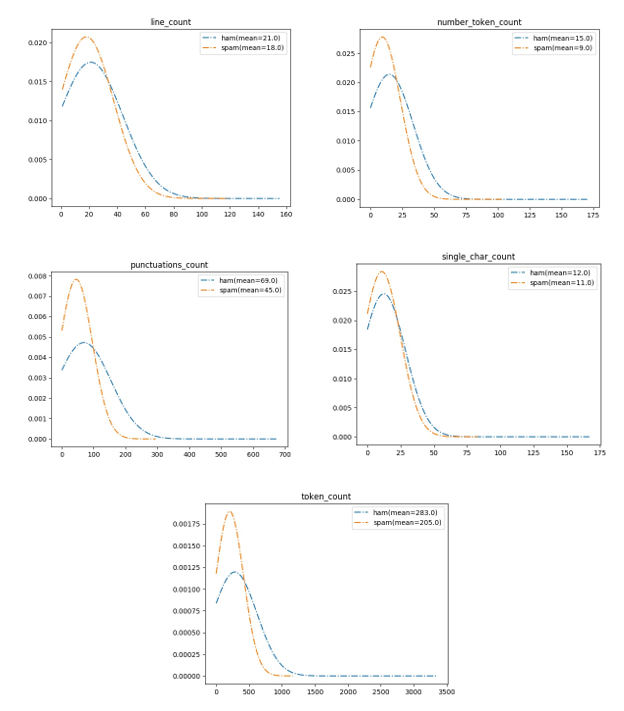 line_count
ham(mean=21.0)
spam(mean=18.0)
0.020
0.015
0.010
0.005
0.000
0 20 40 60 80 100 120 140 160
number_token_count
ham(mean=15.0)
spam(mean=9.0)
0.025
0.020
0.015
0.010
0.005
0.000
0 25 50 75 100 125 150 175
punctuations_count
ham(mean=69.0)
spam(mean=45.0)
0.008
0.007
0.006
0.005
0.004
0.003
0.002
0.001
0.000
0 100 200 300 400 500 600 700
single_char_count
ham(mean=12.0)
spam(mean=11.0)
0.025
0.020
0.015
0.010
0.005
0.000
0 25 50 75 100 125 150 175
token_count
ham(mean=283.0)
spam(mean=205.0)
0.00175
0.00150
0.00125
0.00100
0.00075
0.00050
0.00025
0.00000
0 500 1000 1500 2000 2500 3000 3500